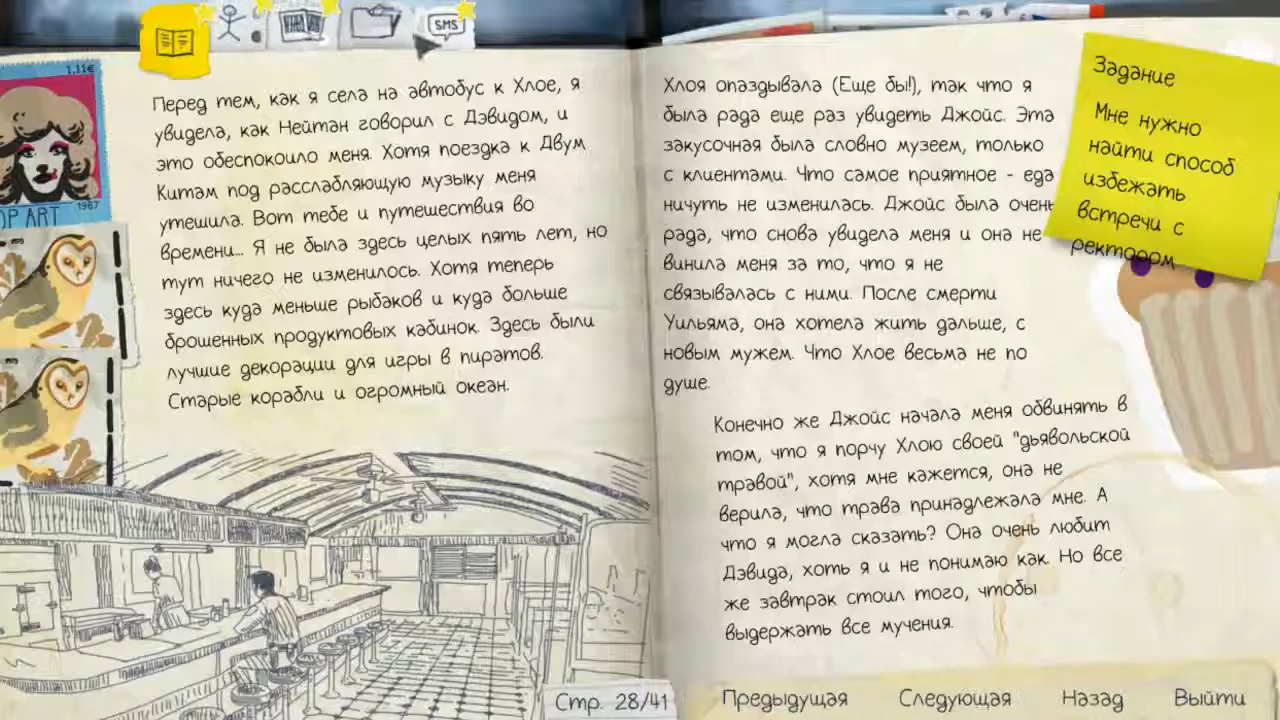 SMS
1,11€
OP ART
1967
Перед тем, как я села на автобус к Хлое, я
увидела, как Нейтан говорил с Дэвидом, и
это обеспокоило меня. Хотя поездка к Двум
Китам под расслабляющую музыку меня
утешила. Вот тебе и путешествия во
времени... Я не была здесь целых пять лет, но
тут ничего не изменилось. Хотя теперь
здесь куда меньше рыбаков и куда больше
брошенных продуктовых кабинок. Здесь были
лучшие декорации для игры в пиратов.
Старые корабли и огромный океан.
Хлоя опаздывала (Еще бы!), так что я
была рада еще раз увидеть Джойс. Эта
закусочная была словно музеем, только
с клиентами. Что самое приятное - еда
ничуть не изменилась. Джойс была очень
рада, что снова увидела меня и она не
винила меня за то, что я не
связывалась с ними. После смерти
Уильяма, она хотела жить дальше, с
новым мужем. Что Хлое весьма не по
душе.
Конечно же Джойс начала меня обвинять в
том, что я порчу Хлою своей "дьявольской
травой", хотя мне кажется, она не
верила, что трава принадлежала мне. А
что я могла сказать? Она очень любит
Дэвида, хоть я и не понимаю как. Но все
же завтрак стоил того, чтобы
выдержать все мучения.
Задание
Мне нужно
найти способ
избежать
встречи с
ректором
Стр. 28/41
Предыдущая
Следующая
Назад
Выйти